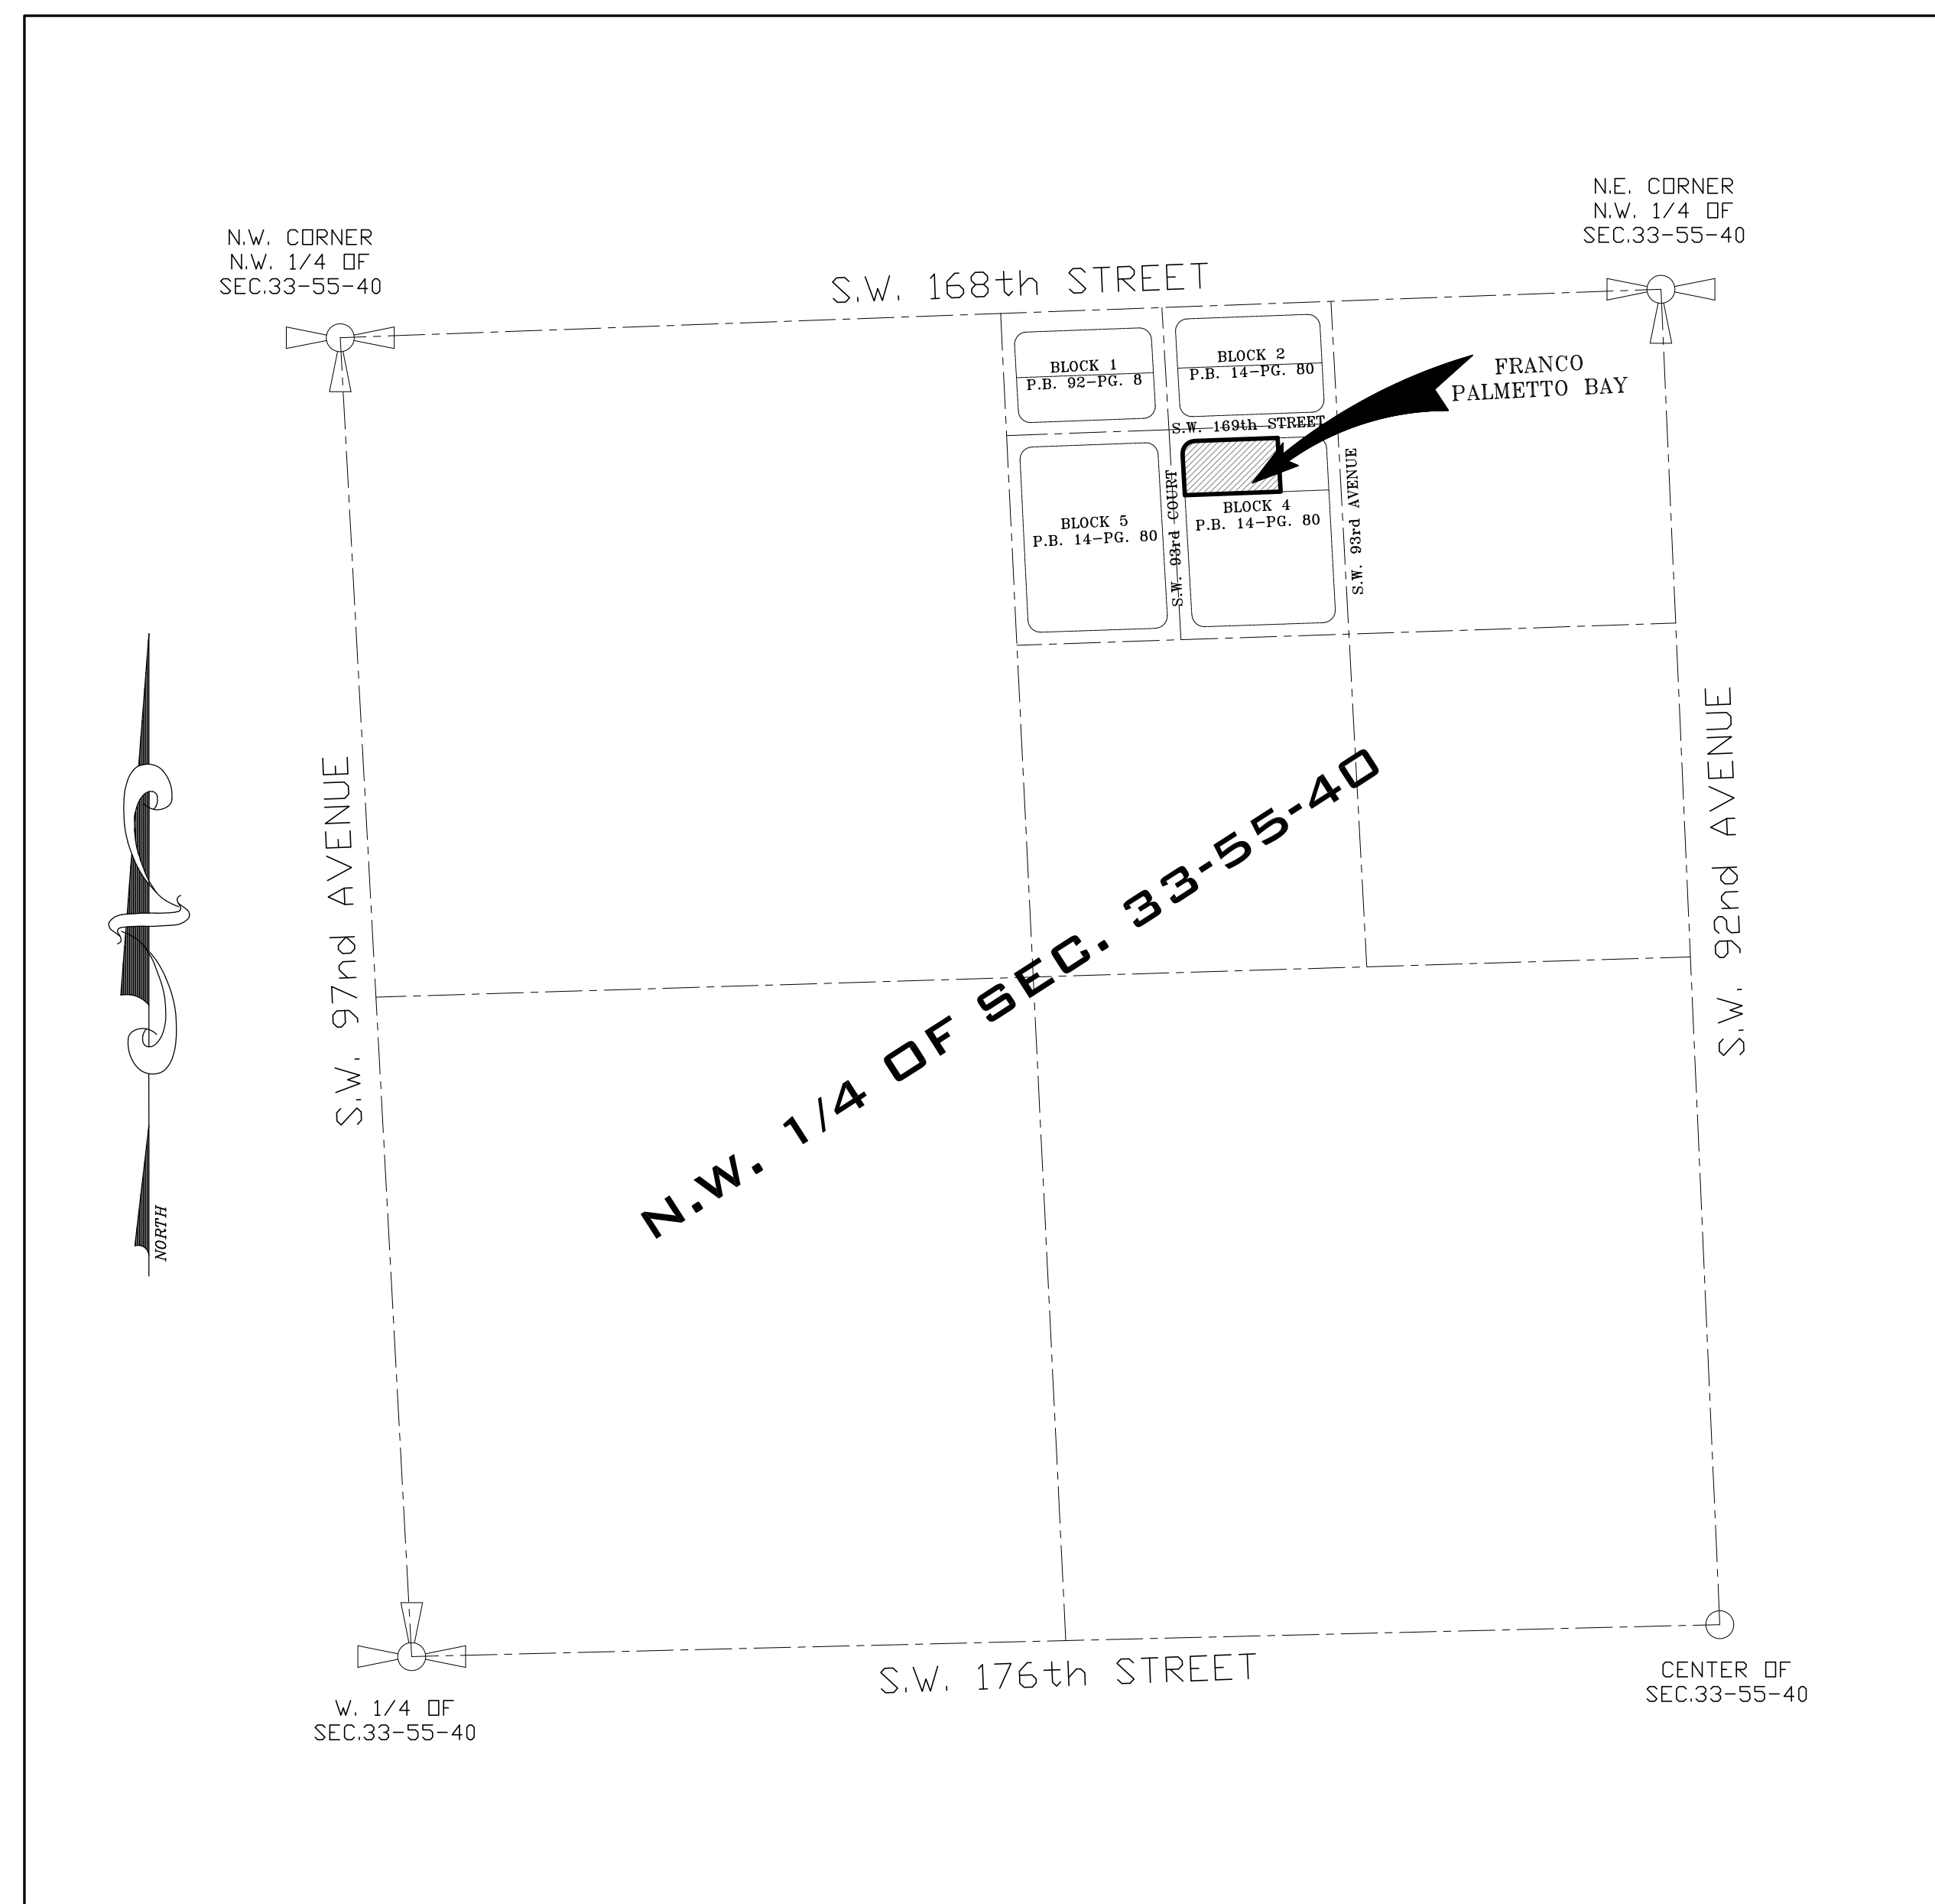 N.E. CORNER
N.W. 1/4 OF
SEC.33-55-40
N.W. CORNER
N.W. 1/4 OF
SEC.33-55-40
S.W. 168th STREET
BLOCK 1
P.B. 92-PG. 8
BLOCK 2
P.B. 14-PG. 80
FRANCO
PALMETTO BAY
S.W. 169th STREET
S.W. 93rd COURT
S.W. 93rd AVENUE
BLOCK 5
P.B. 14-PG. 80
BLOCK 4
P.B. 14-PG. 80
S.W. 97nd AVENUE
S.W. 92nd AVENUE
N.W. 1/4 OF SEC. 33-55-40
NORTH
S.W. 176th STREET
W. 1/4 OF
SEC.33-55-40
CENTER OF
SEC.33-55-40